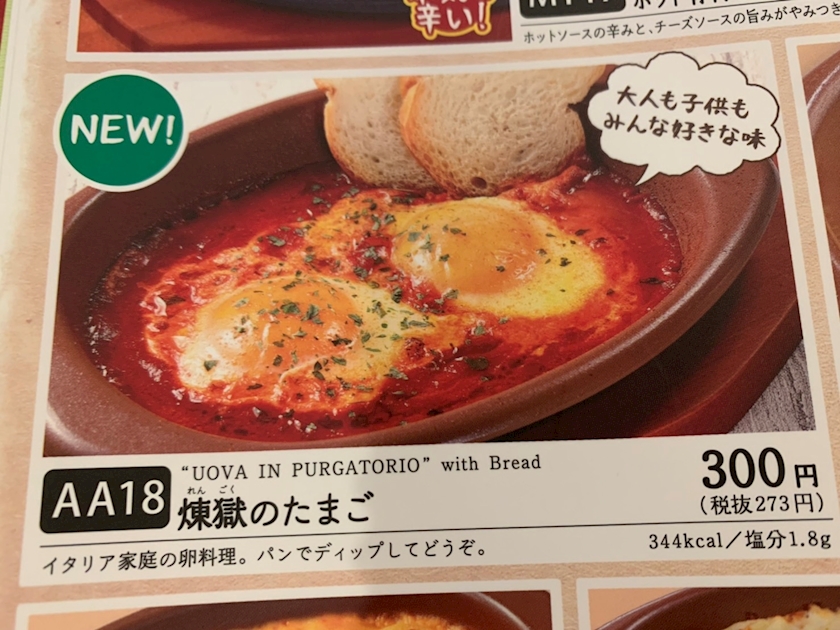 辛い！
ホットソースの辛みと、チーズソースの旨みがやみつき
NEW!
大人も子供も
みんな好きな味
AA18
"UOVA IN PURGATORIO" with Bread
れん ごく
煉獄のたまご
300円
(税抜273円)
イタリア家庭の卵料理。パンでディップしてどうぞ。
344kcal/塩分1.8g